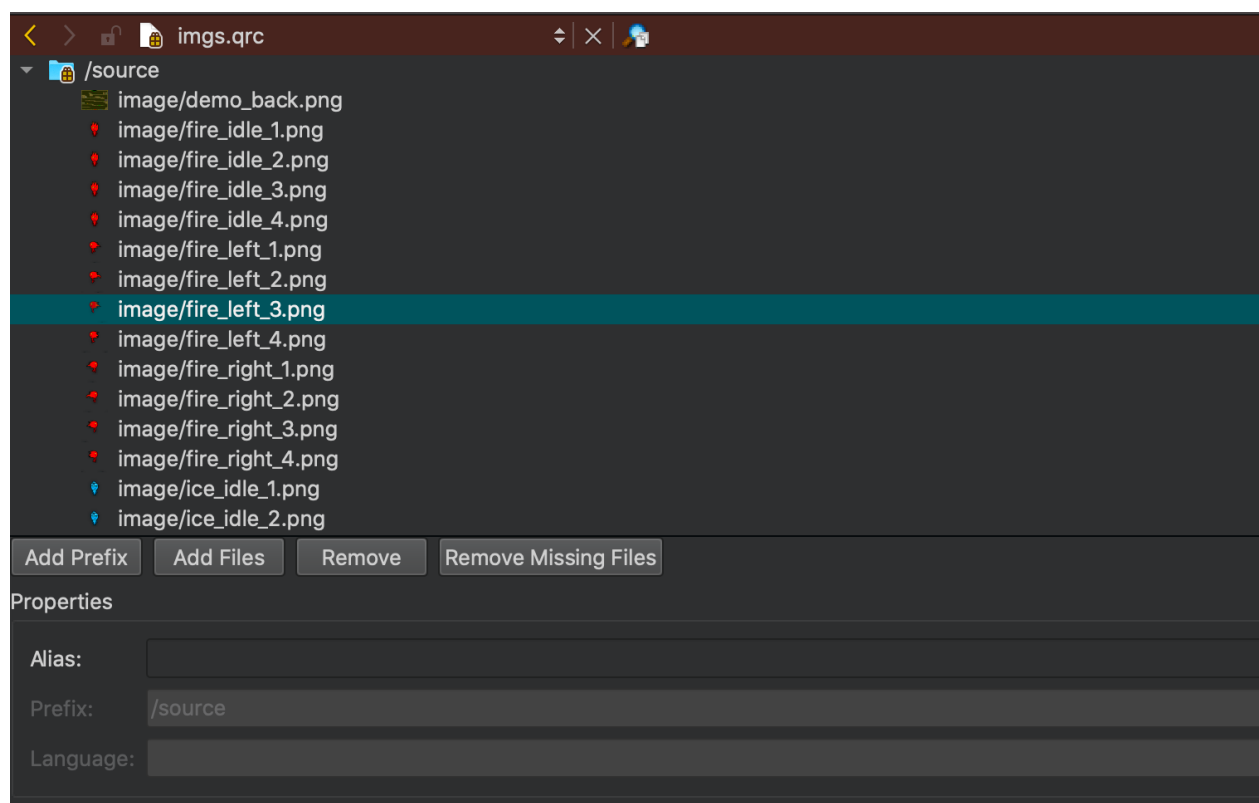 imgs.qrc
/source
image/demo_back.png
image/fire_idle_1.png
image/fire_idle_2.png
image/fire_idle_3.png
image/fire_idle_4.png
image/fire_left_1.png
image/fire_left_2.png
image/fire_left_3.png
image/fire_left_4.png
image/fire_right_1.png
image/fire_right_2.png
image/fire_right_3.png
image/fire_right_4.png
image/ice_idle_1.png
image/ice_idle_2.png
Add Prefix Add Files Remove Remove Missing Files
Properties
Alias:
Prefix: /source
Language: